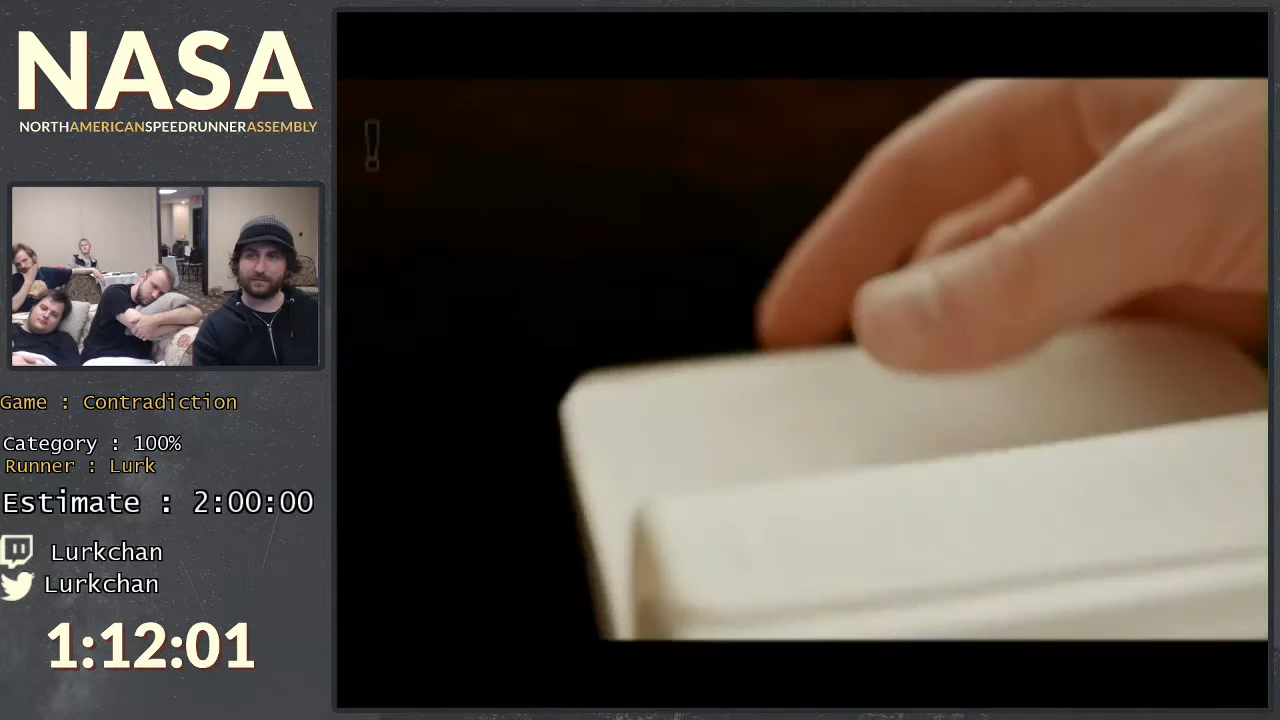 NASA
NORTHAMERICANSPEEDRUNNERASSEMBLY
Game : Contradiction
Category : 100%
Runner : Lurk
Estimate : 2:00:00
Lurkchan
Lurkchan
1:12:01
!